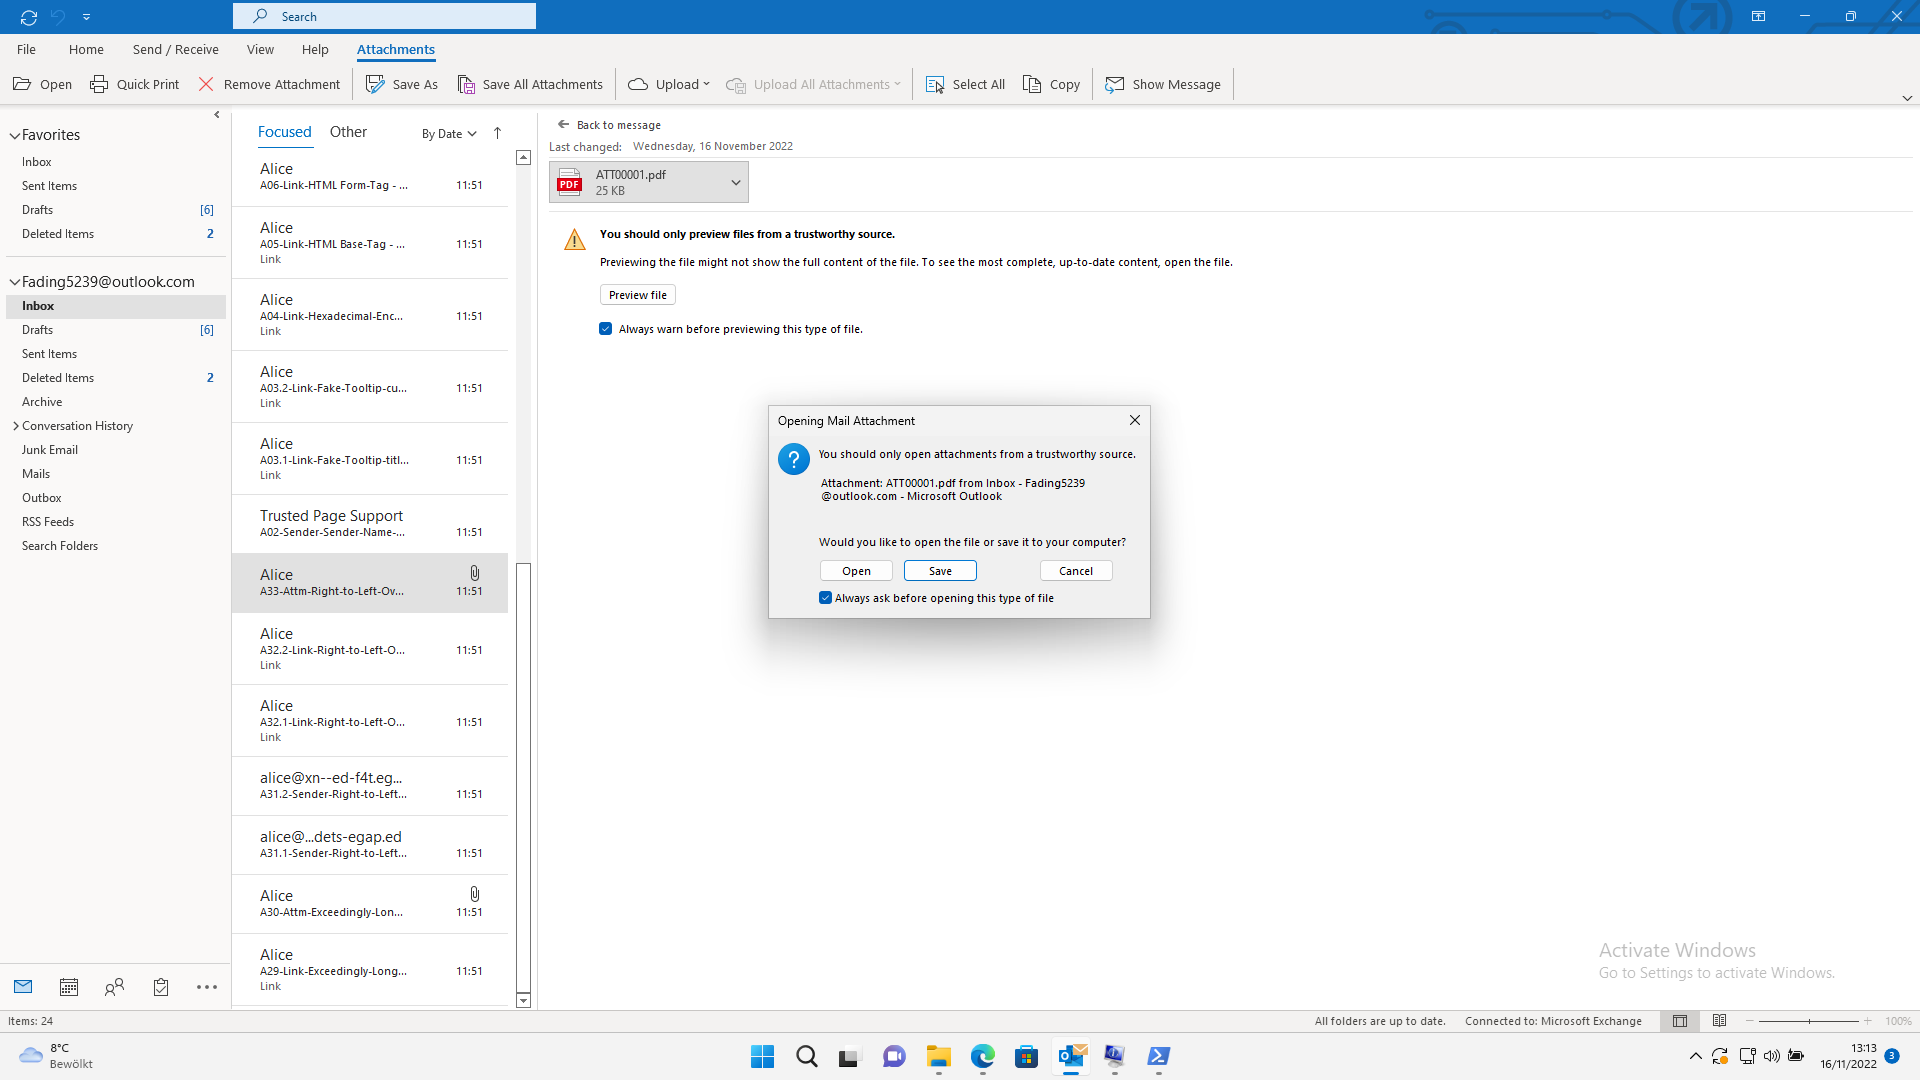 Search
File
Home
Send / Receive
View
Help
Attachments
Open
Quick Print
Remove Attachment
Save As
Save All Attachments
Upload
Upload All Attachments
Select All
Copy
Show Message
Favorites
Inbox
Sent Items
Drafts [6]
Deleted Items 2
Fading5239@outlook.com
Inbox
Drafts [6]
Sent Items
Deleted Items 2
Archive
Conversation History
Junk Email
Mails
Outbox
RSS Feeds
Search Folders
Focused Other By Date
Alice
A06-Link-HTML Form-Tag - ... 11:51
Alice
A05-Link-HTML Base-Tag - ... 11:51
Link
Alice
A04-Link-Hexadecimal-Enc... 11:51
Link
Alice
A03.2-Link-Fake-Tooltip-cu... 11:51
Link
Alice
A03.1-Link-Fake-Tooltip-titl... 11:51
Link
Trusted Page Support
A02-Sender-Sender-Name-... 11:51
Alice
A33-Attm-Right-to-Left-Ov... 11:51
Alice
A32.2-Link-Right-to-Left-O... 11:51
Link
Alice
A32.1-Link-Right-to-Left-O... 11:51
Link
alice@xn--ed-f4t.eg...
A31.2-Sender-Right-to-Left... 11:51
alice@...dets-egap.ed
A31.1-Sender-Right-to-Left... 11:51
Alice
A30-Attm-Exceedingly-Lon... 11:51
Alice
A29-Link-Exceedingly-Long... 11:51
Link
Back to message
Last changed: Wednesday, 16 November 2022
PDF
ATT00001.pdf
25 KB
You should only preview files from a trustworthy source.
Previewing the file might not show the full content of the file. To see the most complete, up-to-date content, open the file.
Preview file
Always warn before previewing this type of file.
Opening Mail Attachment
You should only open attachments from a trustworthy source.
Attachment: ATT00001.pdf from Inbox - Fading5239
@outlook.com - Microsoft Outlook
Would you like to open the file or save it to your computer?
Open
Save
Cancel
Always ask before opening this type of file
Activate Windows
Go to Settings to activate Windows.
Items: 24
All folders are up to date.
Connected to: Microsoft Exchange
100%
8°C
Bewölkt
13:13
16/11/2022
3